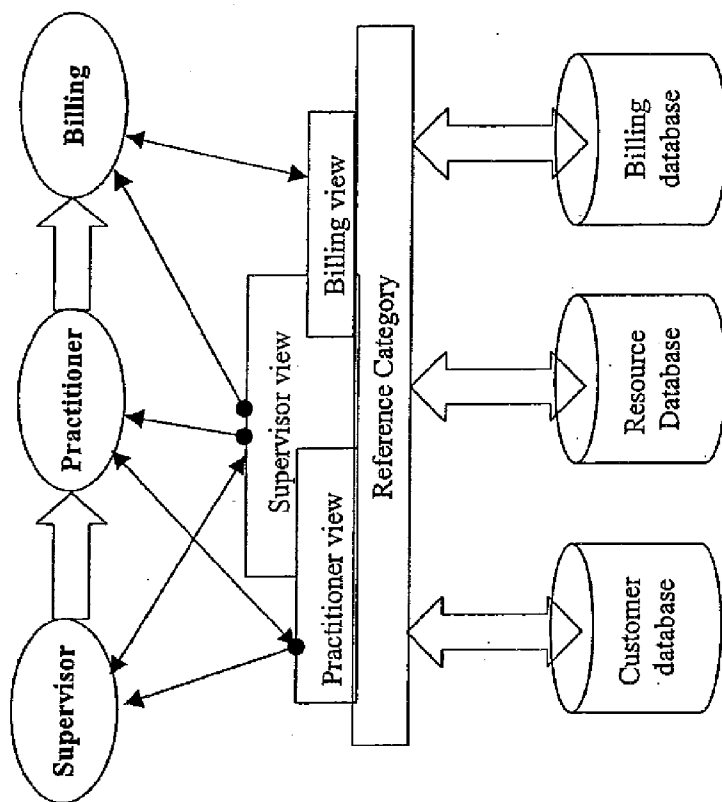 Supervisor
Practitioner
Billing
Supervisor view
Practitioner view
Billing view
Reference Category
Customer
database
Resource
Database
Billing
database